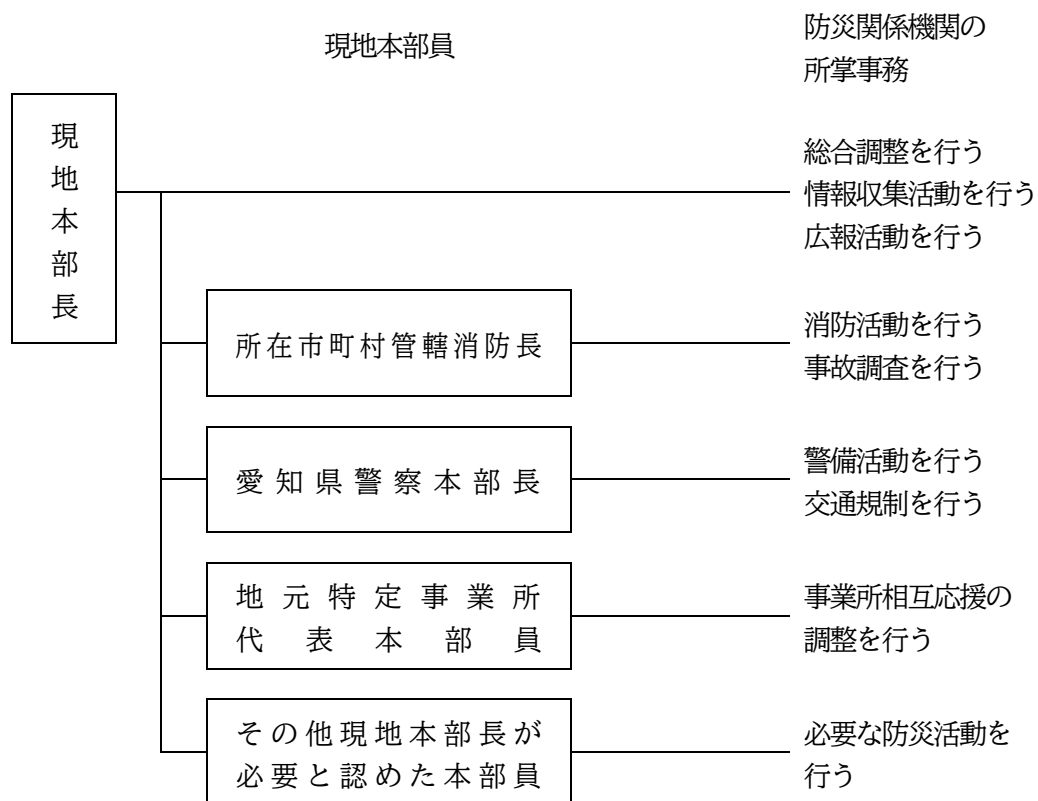 現地本部員
防災関係機関の
所掌事務
現地本部長
総合調整を行う
情報収集活動を行う
広報活動を行う
所在市町村管轄消防長
消防活動を行う
事故調査を行う
愛知県警察本部長
警備活動を行う
交通規制を行う
地元特定事業所
代表本部員
事業所相互応援の
調整を行う
その他現地本部長が
必要と認めた本部員
必要な防災活動を
行う